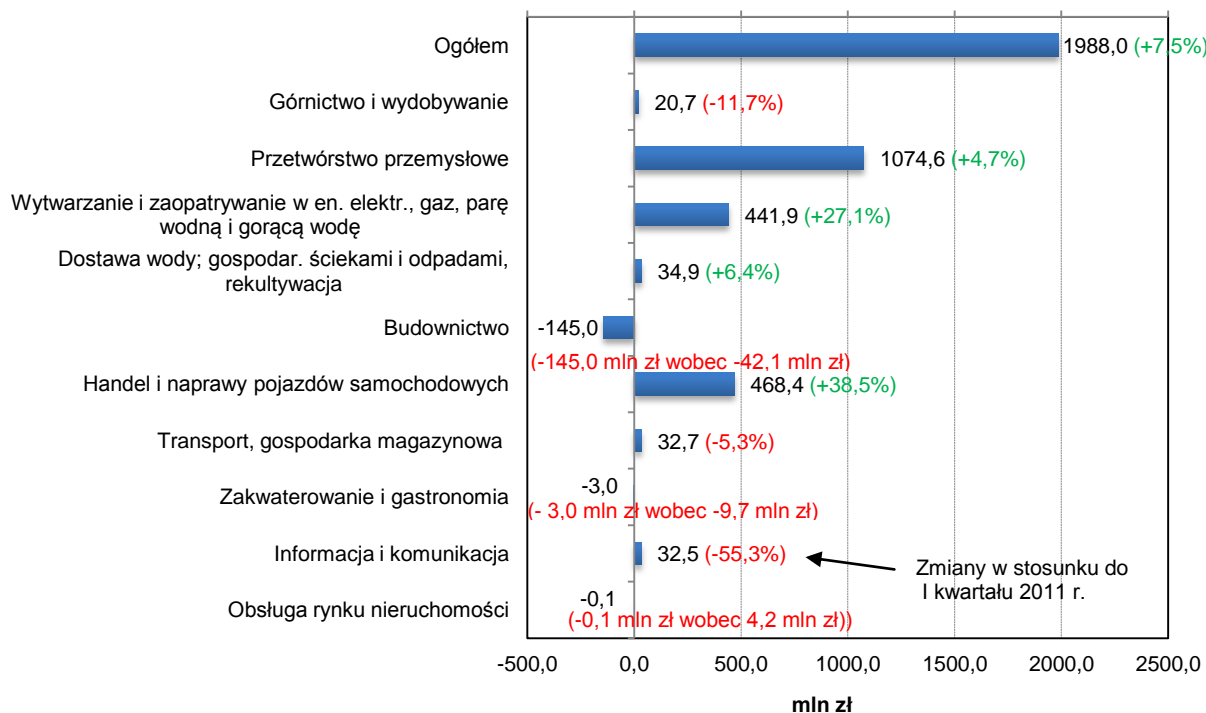 Ogółem
1988,0 (+7,5%)
Górnictwo i wydobywanie
20,7 (-11,7%)
Przetwórstwo przemysłowe
1074,6 (+4,7%)
Wytwarzanie i zaopatrywanie w en. elektr., gaz, parę
wodną i gorącą wodę
441,9 (+27,1%)
Dostawa wody; gospodar. ściekami i odpadami,
rekultywacja
34,9 (+6,4%)
Budownictwo
-145,0
(-145,0 mln zł wobec -42,1 mln zł)
Handel i naprawy pojazdów samochodowych
468,4 (+38,5%)
Transport, gospodarka magazynowa
32,7 (-5,3%)
Zakwaterowanie i gastronomia
-3,0
(- 3,0 mln zł wobec -9,7 mln zł)
Informacja i komunikacja
32,5 (-55,3%)
Zmiany w stosunku do
I kwartału 2011 r.
Obsługa rynku nieruchomości
-0,1
(-0,1 mln zł wobec 4,2 mln zł))
-500,0 0,0 500,0 1000,0 1500,0 2000,0 2500,0
mln zł